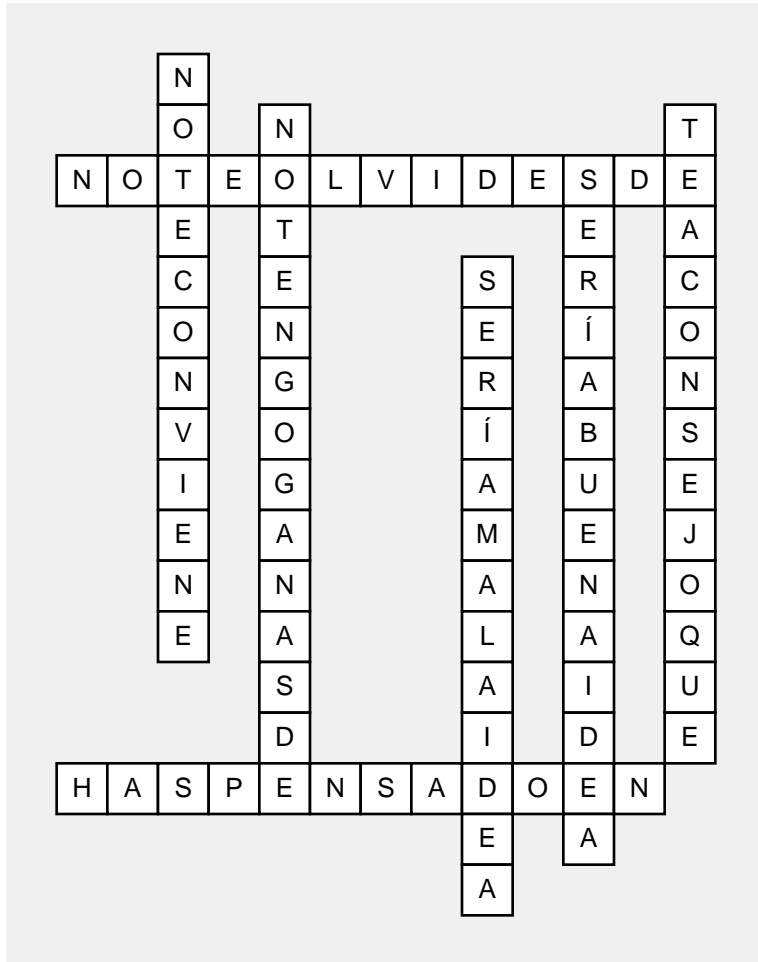 NOTECONVIENE
NOTENGOGANASDE
TEACONSEJOQUE
NOTEOLVIDESDE
SERÍABUENAIDEA
SERÍAMALAIDEA
HASPENSADOEN